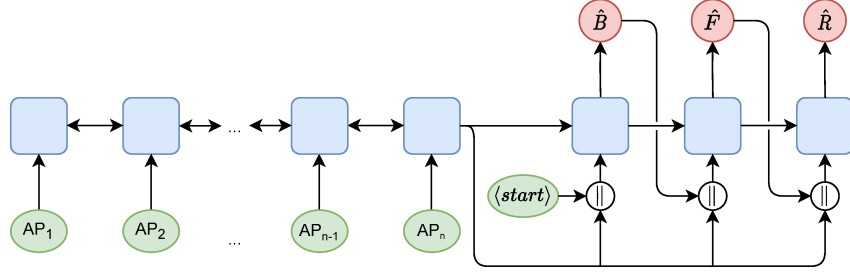 B̂ F̂ R̂
...
⟨start⟩ || || ||
AP₁ AP₂ ... APₙ₋₁ APₙ